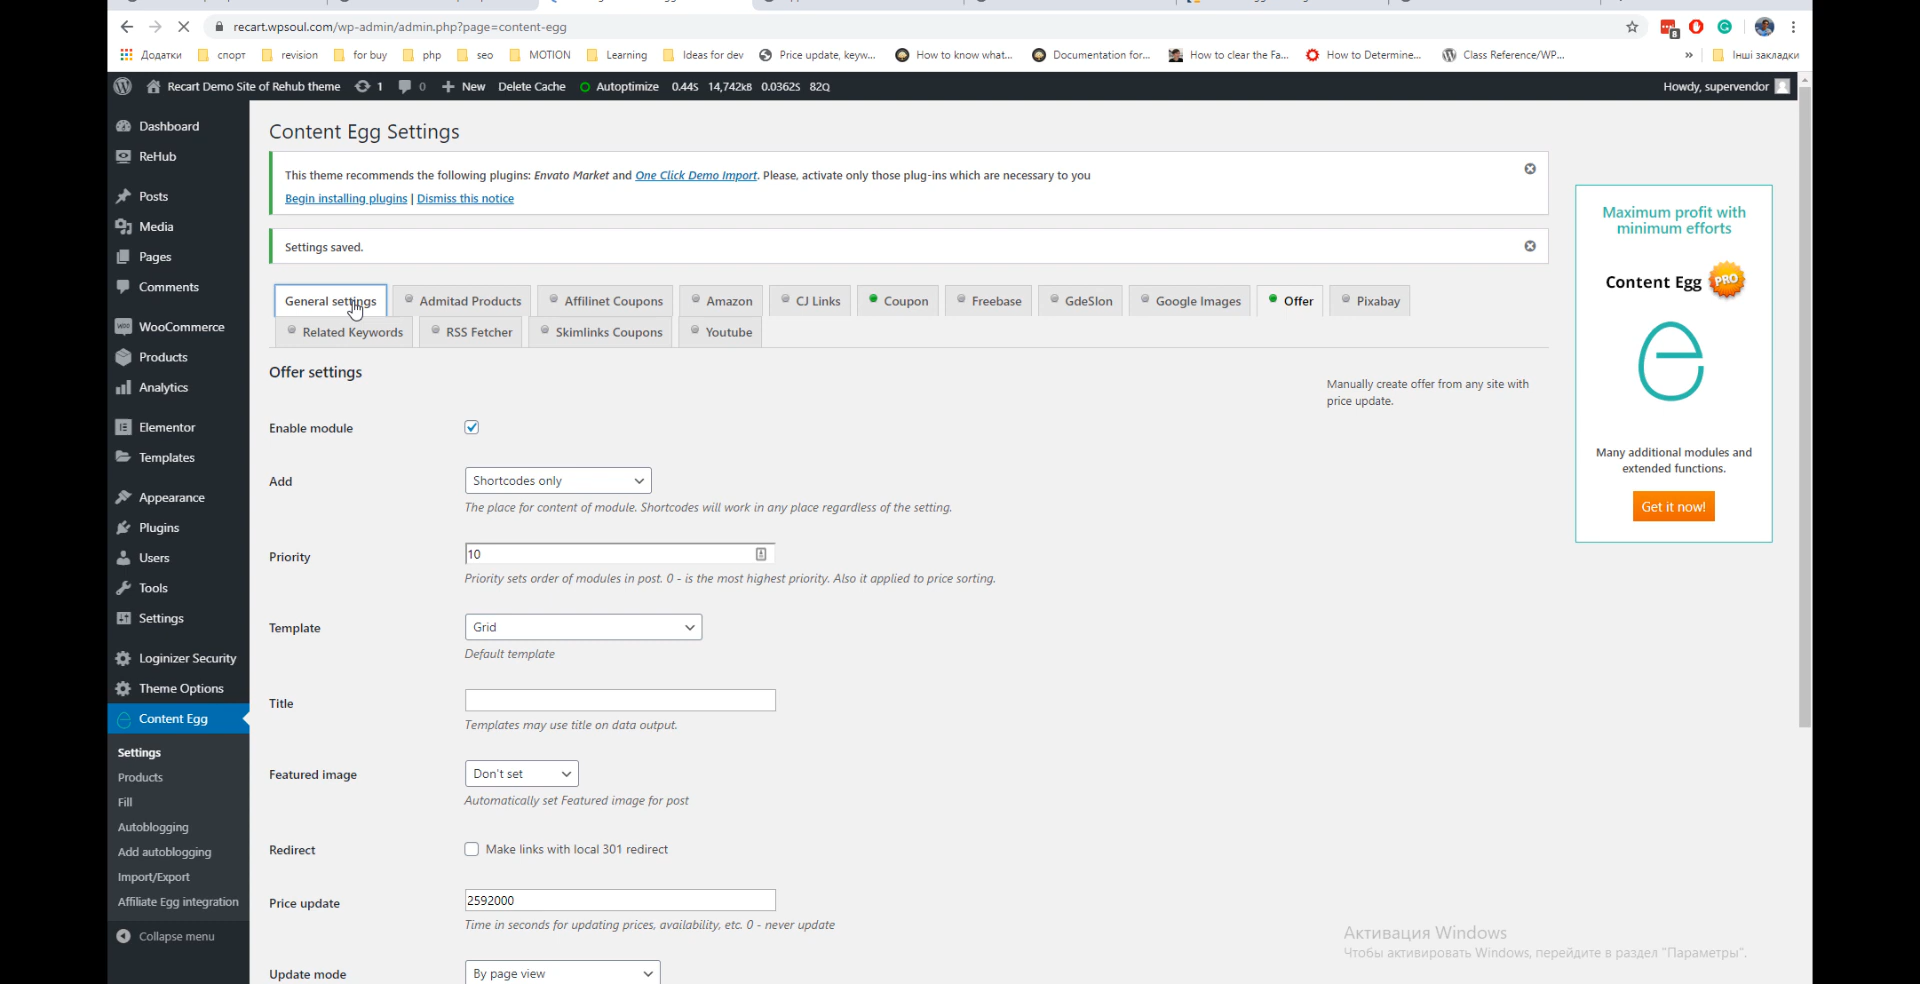 recart.wpsoul.com/wp-admin/admin.php?page=content-egg
8
Додатки спорт revision for buy php seo MOTION Learning Ideas for dev Price update, keyw... How to know what... Documentation for... How to clear the Fa... How to Determine... Class Reference/WP... » Інші закладки
Recart Demo Site of Rehub theme 1 0 New Delete Cache Autoptimize 0.44S 14,742KB 0.0362S 82Q Howdy, supervendor
Dashboard
ReHub
Posts
Media
Pages
Comments
WooCommerce
Products
Analytics
Elementor
Templates
Appearance
Plugins
Users
Tools
Settings
Loginizer Security
Theme Options
Content Egg
Settings
Products
Fill
Autoblogging
Add autoblogging
Import/Export
Affiliate Egg integration
Collapse menu
Content Egg Settings
This theme recommends the following plugins: Envato Market and One Click Demo Import. Please, activate only those plug-ins which are necessary to you
Begin installing plugins | Dismiss this notice
Settings saved.
General settings Admitad Products Affilinet Coupons Amazon CJ Links Coupon Freebase GdeSlon Google Images Offer Pixabay
Related Keywords RSS Fetcher Skimlinks Coupons Youtube
Offer settings
Manually create offer from any site with
price update.
Enable module
Add Shortcodes only
The place for content of module. Shortcodes will work in any place regardless of the setting.
Priority 10
Priority sets order of modules in post. 0 - is the most highest priority. Also it applied to price sorting.
Template Grid
Default template
Title
Templates may use title on data output.
Featured image Don't set
Automatically set Featured image for post
Redirect Make links with local 301 redirect
Price update 2592000
Time in seconds for updating prices, availability, etc. 0 - never update
Update mode By page view
Maximum profit with
minimum efforts
Content Egg PRO
Many additional modules and
extended functions.
Get it now!
Активация Windows
Чтобы активировать Windows, перейдите в раздел "Параметры".